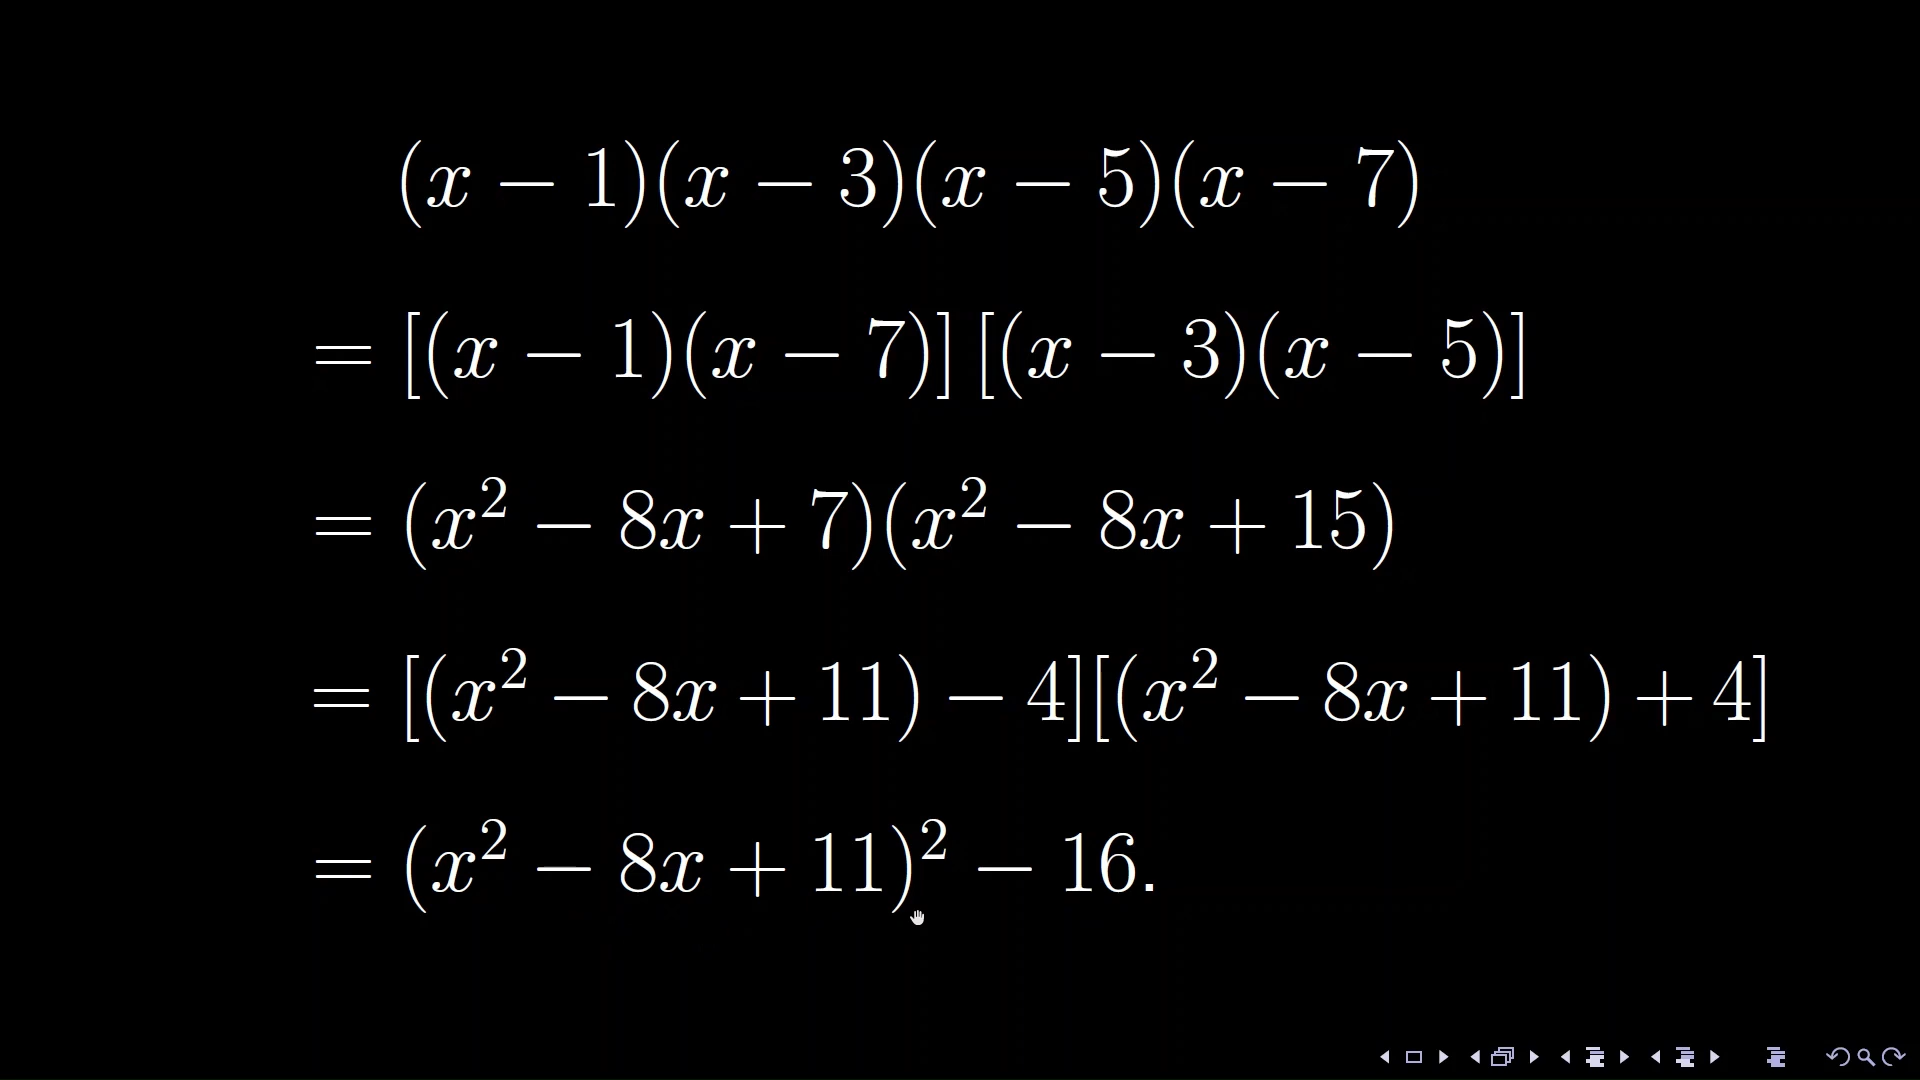 (x − 1)(x − 3)(x − 5)(x − 7)
= [(x − 1)(x − 7)] [(x − 3)(x − 5)]
= (x² − 8x + 7)(x² − 8x + 15)
= [(x² − 8x + 11) − 4][(x² − 8x + 11) + 4]
= (x² − 8x + 11)² − 16.